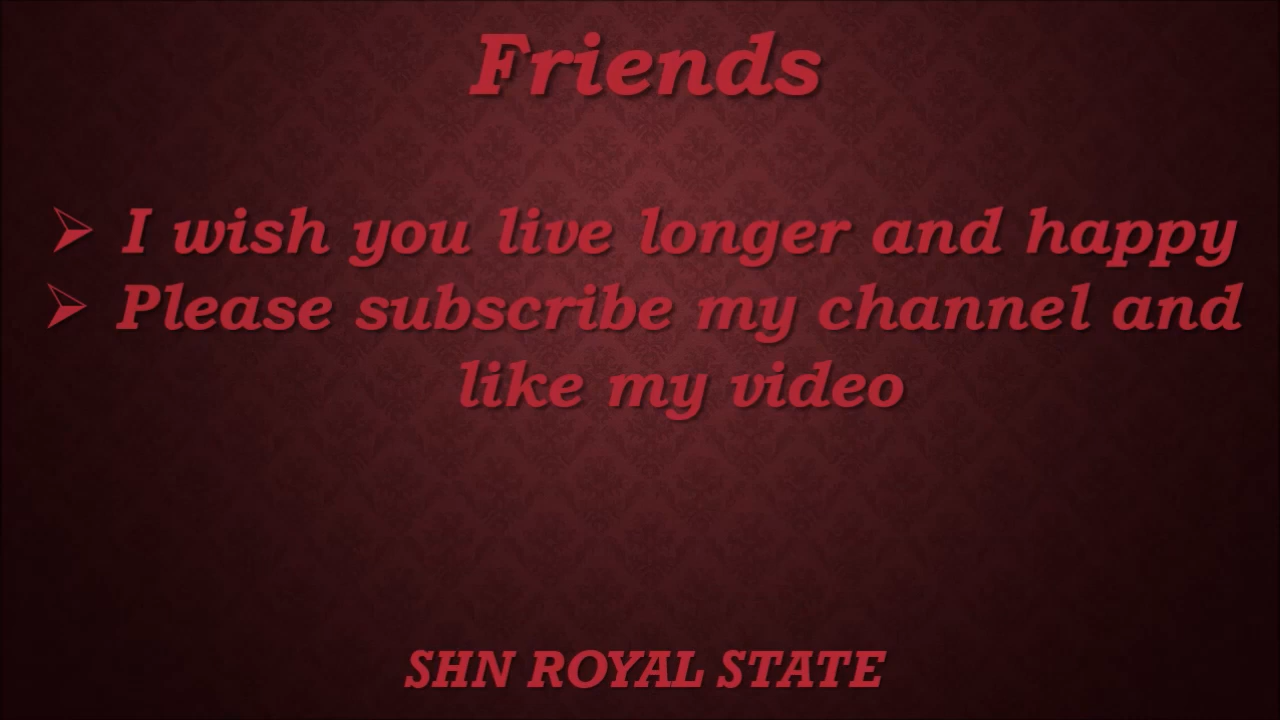 Friends
➢ I wish you live longer and happy
➢ Please subscribe my channel and
like my video
SHN ROYAL STATE